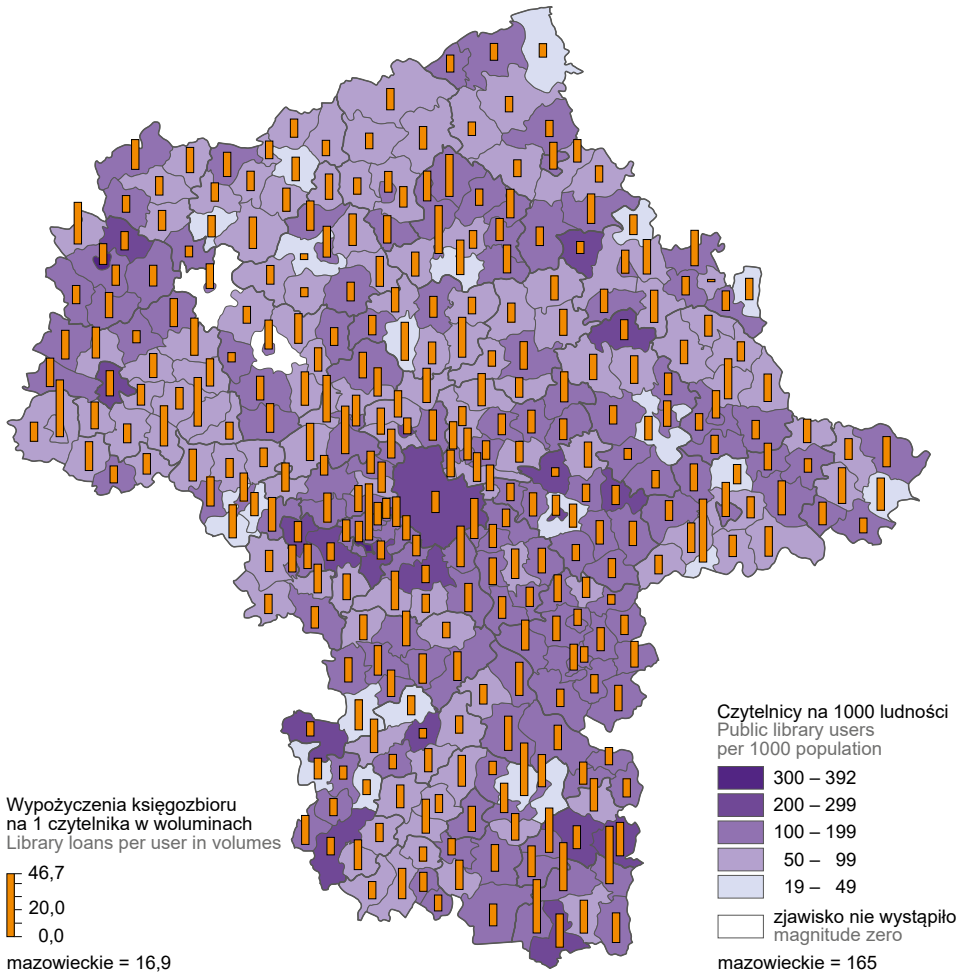 Czytelnicy na 1000 ludności
Public library users
per 1000 population
300 – 392
200 – 299
100 – 199
50 – 99
19 – 49
zjawisko nie wystąpiło
magnitude zero
mazowieckie = 165
Wypożyczenia księgozbioru
na 1 czytelnika w woluminach
Library loans per user in volumes
46,7
20,0
0,0
mazowieckie = 16,9